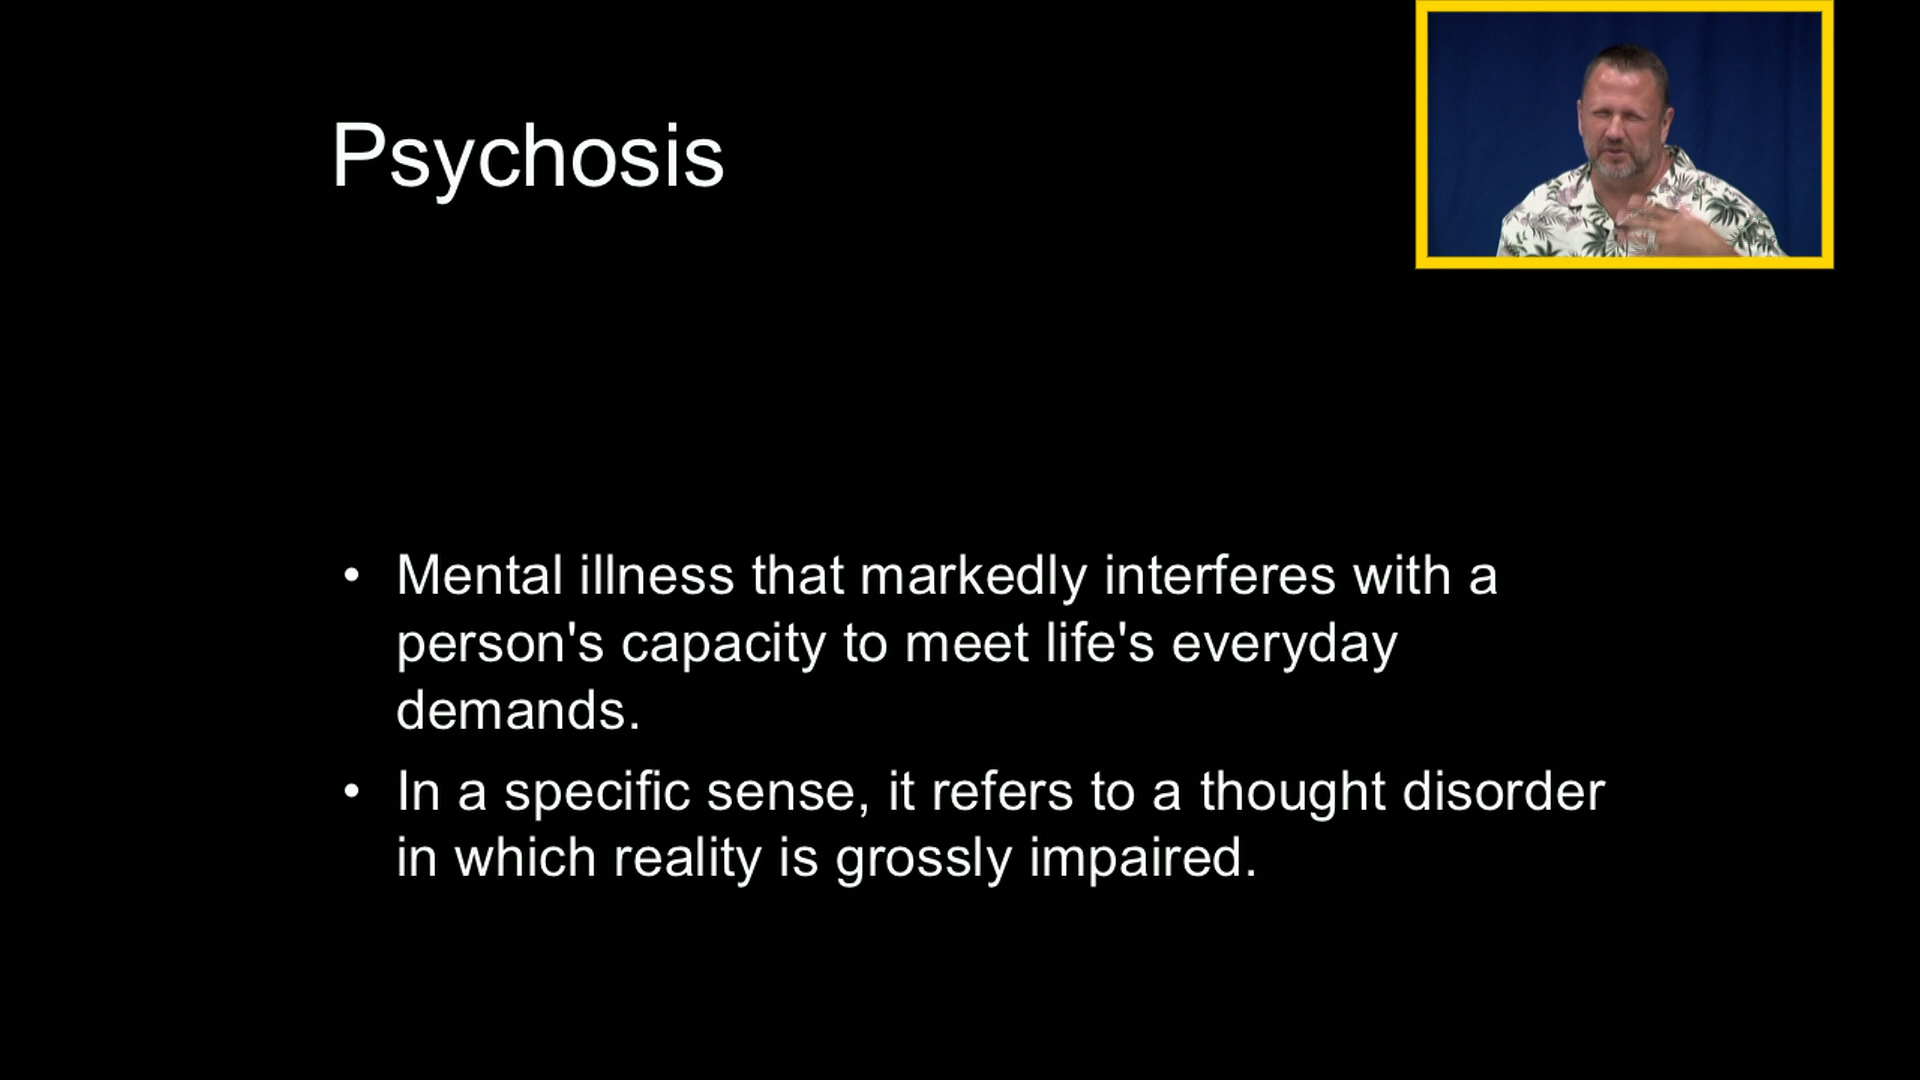 Psychosis
• Mental illness that markedly interferes with a
person's capacity to meet life's everyday
demands.
• In a specific sense, it refers to a thought disorder
in which reality is grossly impaired.